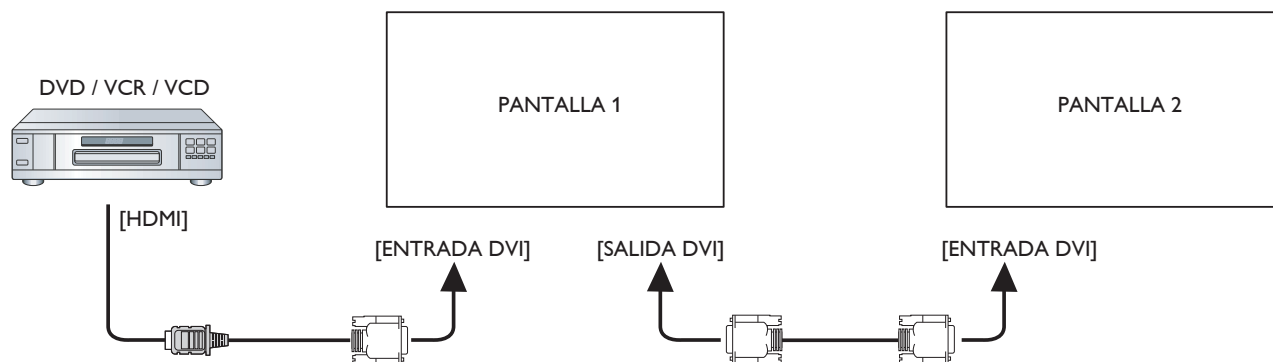 DVD / VCR / VCD
PANTALLA 1
PANTALLA 2
[HDMI]
[ENTRADA DVI]
[SALIDA DVI]
[ENTRADA DVI]